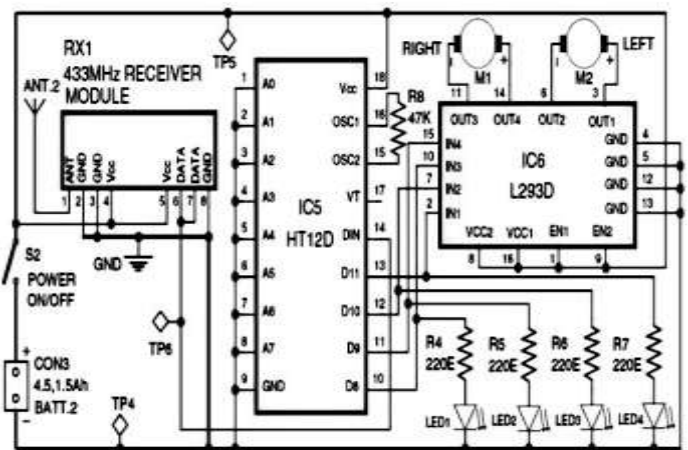 RX1
433MHz RECEIVER
MODULE
ANT.2
ANT
GND
GND
Vcc
Vcc
DATA
DATA
GND
1 2 3 4 5 6 7 8
GND
S2
POWER
ON/OFF
+
CON3
4.5,1.5Ah
BATT.2
−
TP4
TP5
TP6
1 A0
2 A1
3 A2
4 A3
5 A4
6 A5
7 A6
8 A7
9 GND
IC5
HT12D
Vcc 18
OSC1 16
OSC2 15
VT 17
DIN 14
D11 13
D10 12
D9 11
D8 10
R8
47K
RIGHT
M1
- +
LEFT
M2
- +
11 14 6 3
OUT3 OUT4 OUT2 OUT1
15 IN4
10 IN3
7 IN2
2 IN1
IC6
L293D
GND 4
GND 5
GND 12
GND 13
VCC2 VCC1 EN1 EN2
8 16 1 9
R4
220E
R5
220E
R6
220E
R7
220E
LED1
LED2
LED3
LED4